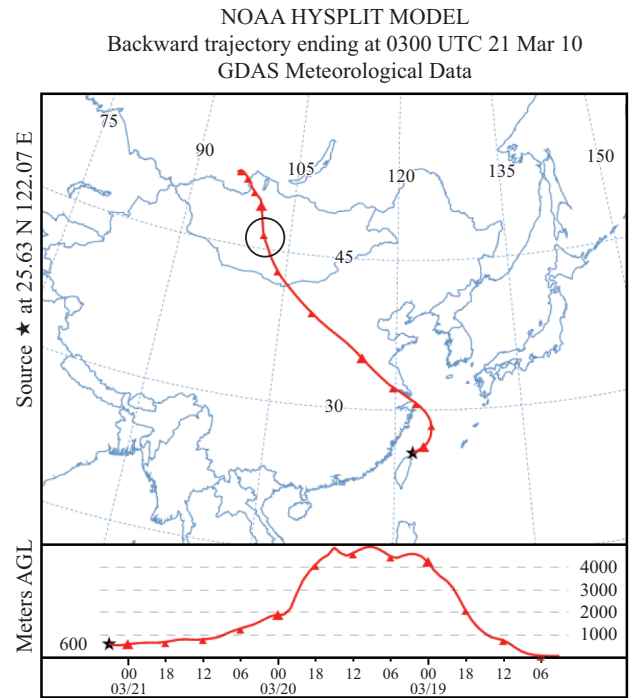 NOAA HYSPLIT MODEL
Backward trajectory ending at 0300 UTC 21 Mar 10
GDAS Meteorological Data
Source ★ at 25.63 N 122.07 E
75
90
105
120
135
150
45
30
Meters AGL
4000
3000
2000
1000
600
00 18 12 06 00 18 12 06 00 18 12 06
03/21 03/20 03/19